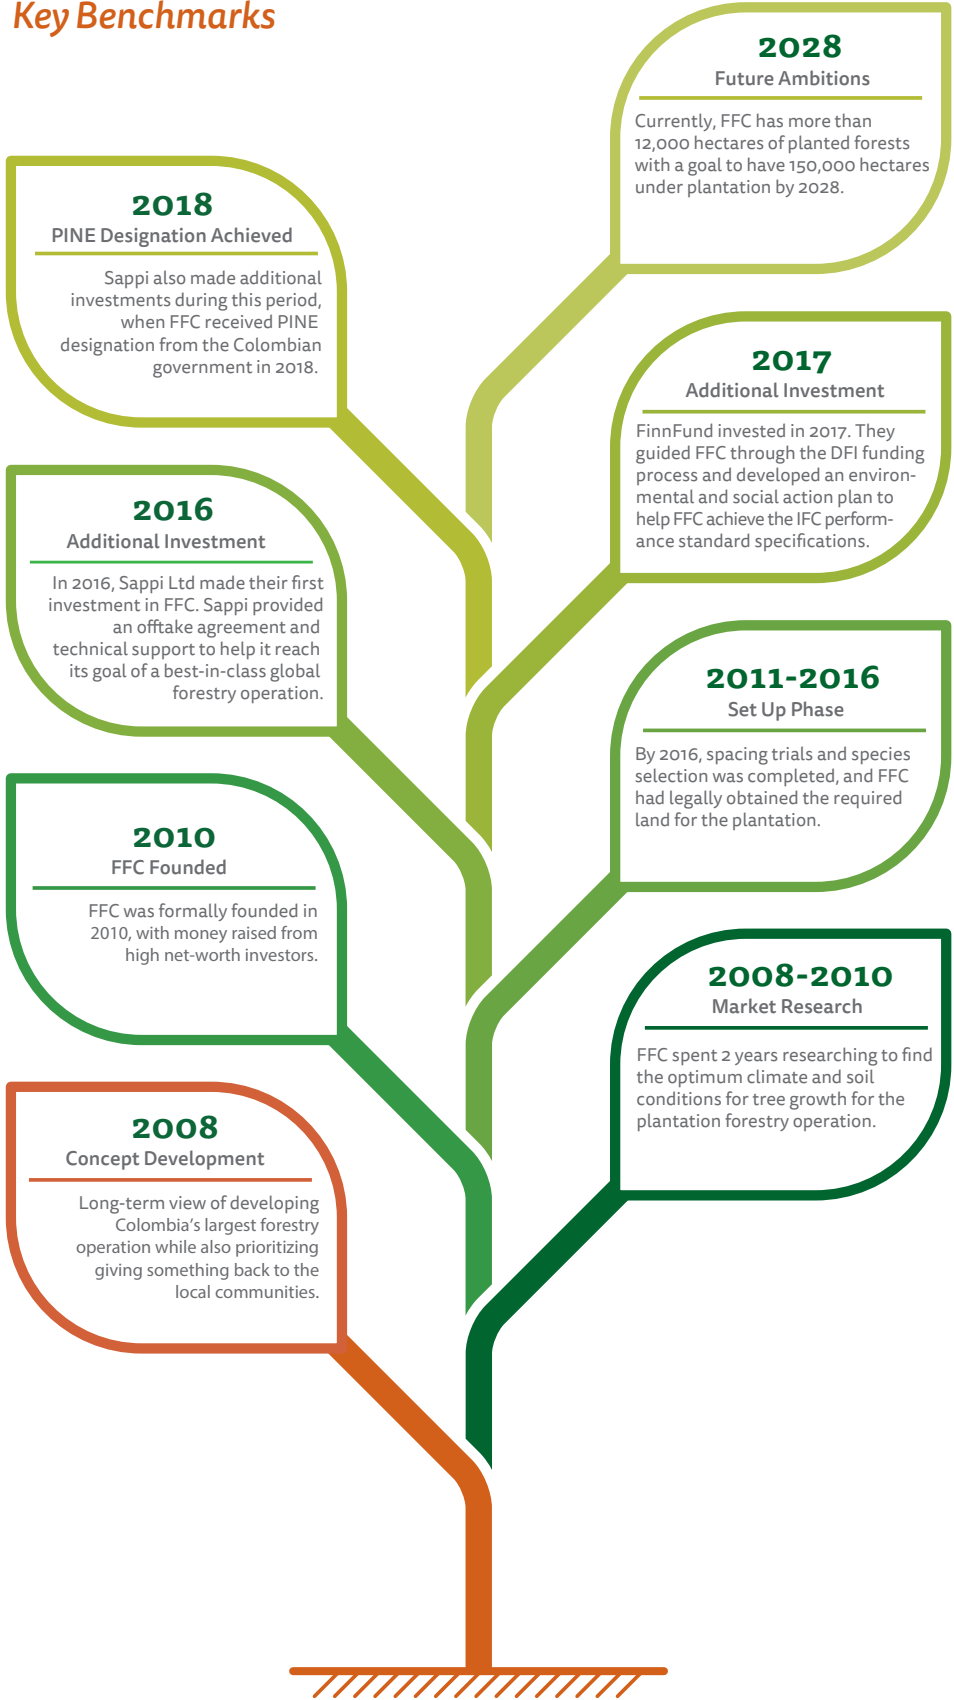 Key Benchmarks
2028
Future Ambitions
Currently, FFC has more than
12,000 hectares of planted forests
with a goal to have 150,000 hectares
under plantation by 2028.
2018
PINE Designation Achieved
Sappi also made additional
investments during this period,
when FFC received PINE
designation from the Colombian
government in 2018.
2017
Additional Investment
FinnFund invested in 2017. They
guided FFC through the DFI funding
process and developed an environ-
mental and social action plan to
help FFC achieve the IFC perform-
ance standard specifications.
2016
Additional Investment
In 2016, Sappi Ltd made their first
investment in FFC. Sappi provided
an offtake agreement and
technical support to help it reach
its goal of a best-in-class global
forestry operation.
2011-2016
Set Up Phase
By 2016, spacing trials and species
selection was completed, and FFC
had legally obtained the required
land for the plantation.
2010
FFC Founded
FFC was formally founded in
2010, with money raised from
high net-worth investors.
2008-2010
Market Research
FFC spent 2 years researching to find
the optimum climate and soil
conditions for tree growth for the
plantation forestry operation.
2008
Concept Development
Long-term view of developing
Colombia's largest forestry
operation while also prioritizing
giving something back to the
local communities.